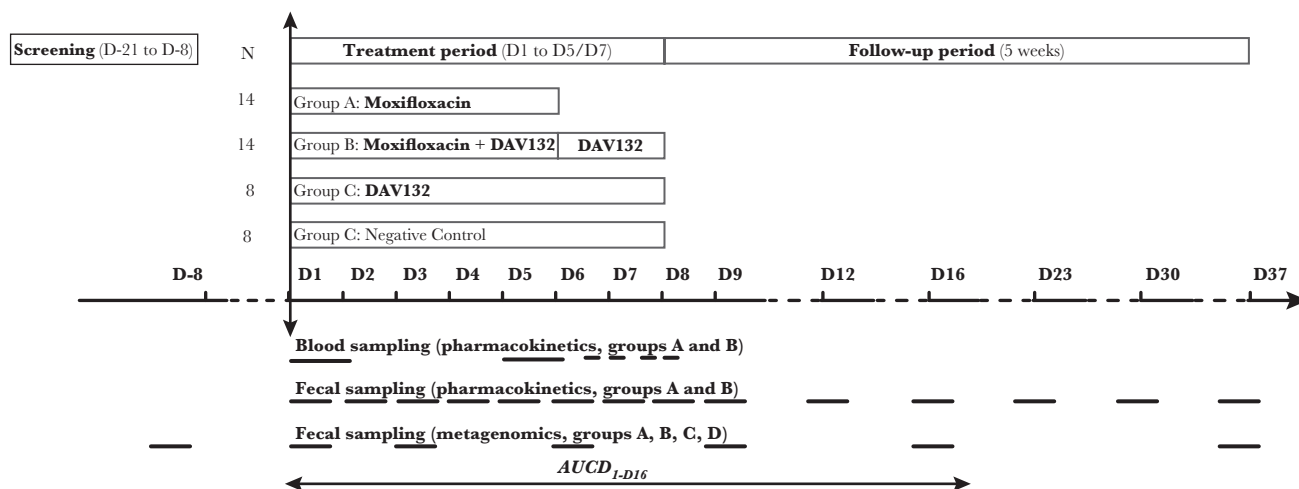 Screening (D-21 to D-8) N Treatment period (D1 to D5/D7) Follow-up period (5 weeks)
14 Group A: Moxifloxacin
14 Group B: Moxifloxacin + DAV132 DAV132
8 Group C: DAV132
8 Group C: Negative Control
D-8 D1 D2 D3 D4 D5 D6 D7 D8 D9 D12 D16 D23 D30 D37
Blood sampling (pharmacokinetics, groups A and B)
Fecal sampling (pharmacokinetics, groups A and B)
Fecal sampling (metagenomics, groups A, B, C, D)
AUCD1-D16